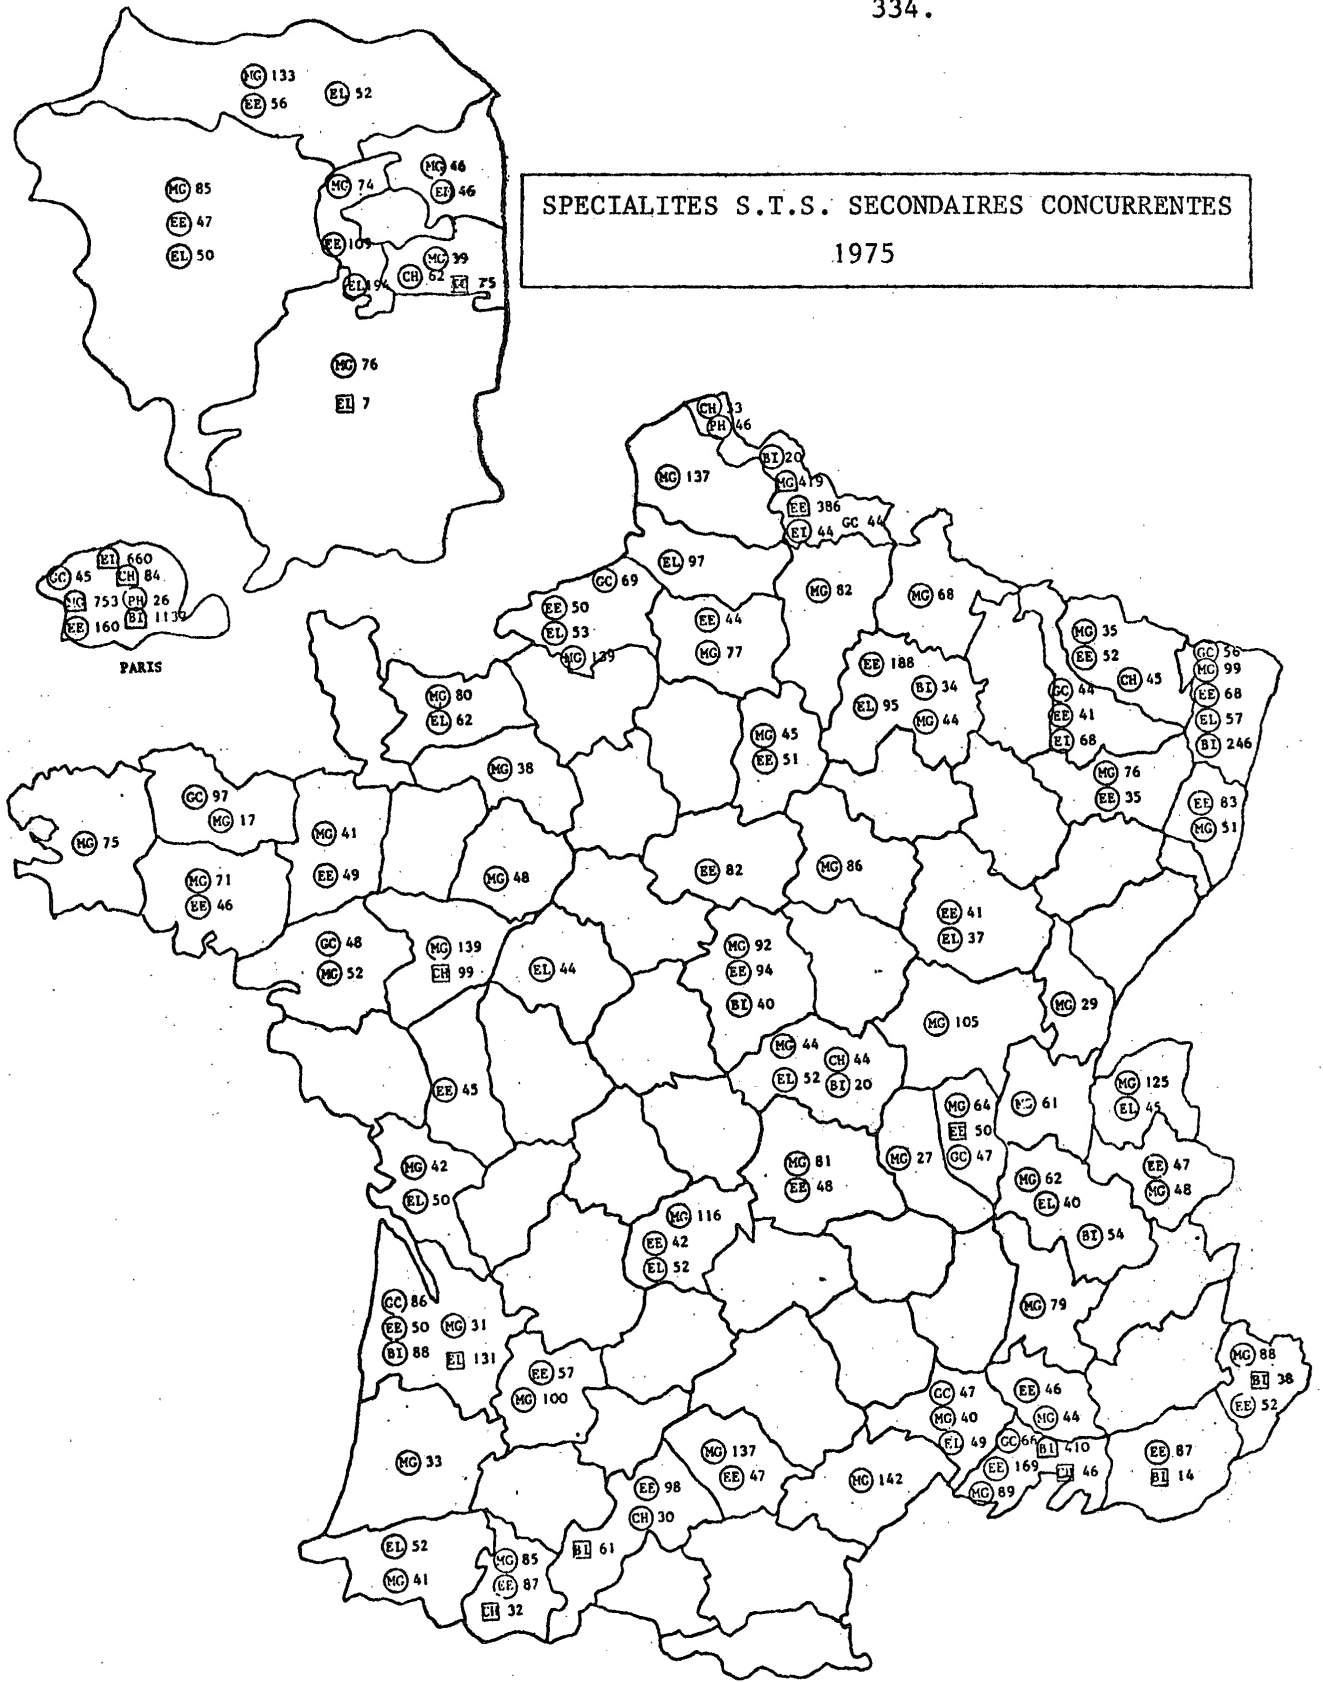 334.
MG 133
EE 56
EL 52
MG 85
EE 47
EL 50
MG 74
MG 46
46
EE 109
MG 39
CH 62
75
MG 76
EI 7
SPECIALITES S.T.S. SECONDAIRES CONCURRENTES
1975
EI 660
GC 45
CH 84
MG 753
PH 26
EE 160
BI
PARIS
CH 33
PH 46
BI 20
MG 137
MG 419
EE 386
EI 44
GC 44
EL 97
GC 69
EE 50
EL 53
MG 139
MG 82
MG 68
EE 44
MG 77
MG 35
EE 52
CH 45
EE 188
BI 34
EL 95
MG 44
GC 56
MG 99
EE 68
EL 57
BI 246
GC 44
EE 41
EI 68
MG 80
EL 62
MG 45
EE 51
MG 38
MG 76
EE 35
GC 97
MG 17
EE 83
MG 51
MG 75
MG 41
EE 49
MG 71
EE 46
MG 48
EE 82
MG 86
EE 41
EL 37
GC 48
MG 52
MG 139
CH 99
EL 44
MG 92
EE 94
BI 40
MG 29
MG 105
MG 44
CH 44
EL 52
BI 20
EE 45
MG 64
EE 50
GC 47
MG 61
MG 125
EL 45
MG 42
EL 50
MG 81
EE 48
MG 27
MG 62
EL 40
BI 54
EE 47
MG 48
MG 116
EE 42
EL 52
GC 86
EE 50
BI 88
MG 31
EL 131
MG 79
EE 57
MG 100
MG 88
BI 38
EE 52
GC 47
MG 40
EL 49
EE 46
MG 44
GC 66
BI 410
EE 169
46
MG 89
EE 87
BI 14
MG 33
MG 137
EE 47
MG 142
EE 98
CH 30
BI 61
EL 52
MG 41
MG 85
EE 87
CH 32